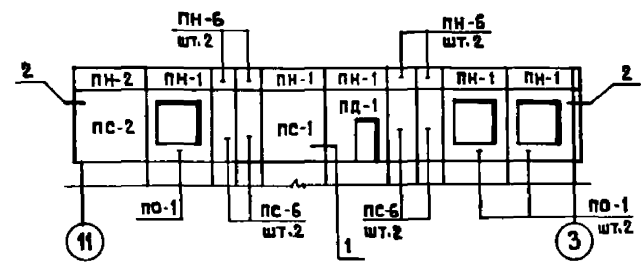 ПН-6 ПН-6
шт.2 шт.2
2 ПН-2 ПН-1 ПН-1 ПН-1 ПН-1 ПН-1 2
ПС-2 ПС-1 ПД-1
ПО-1 ПС-6 ПС-6 ПО-1
шт.2 1 шт.2 шт.2
11 3